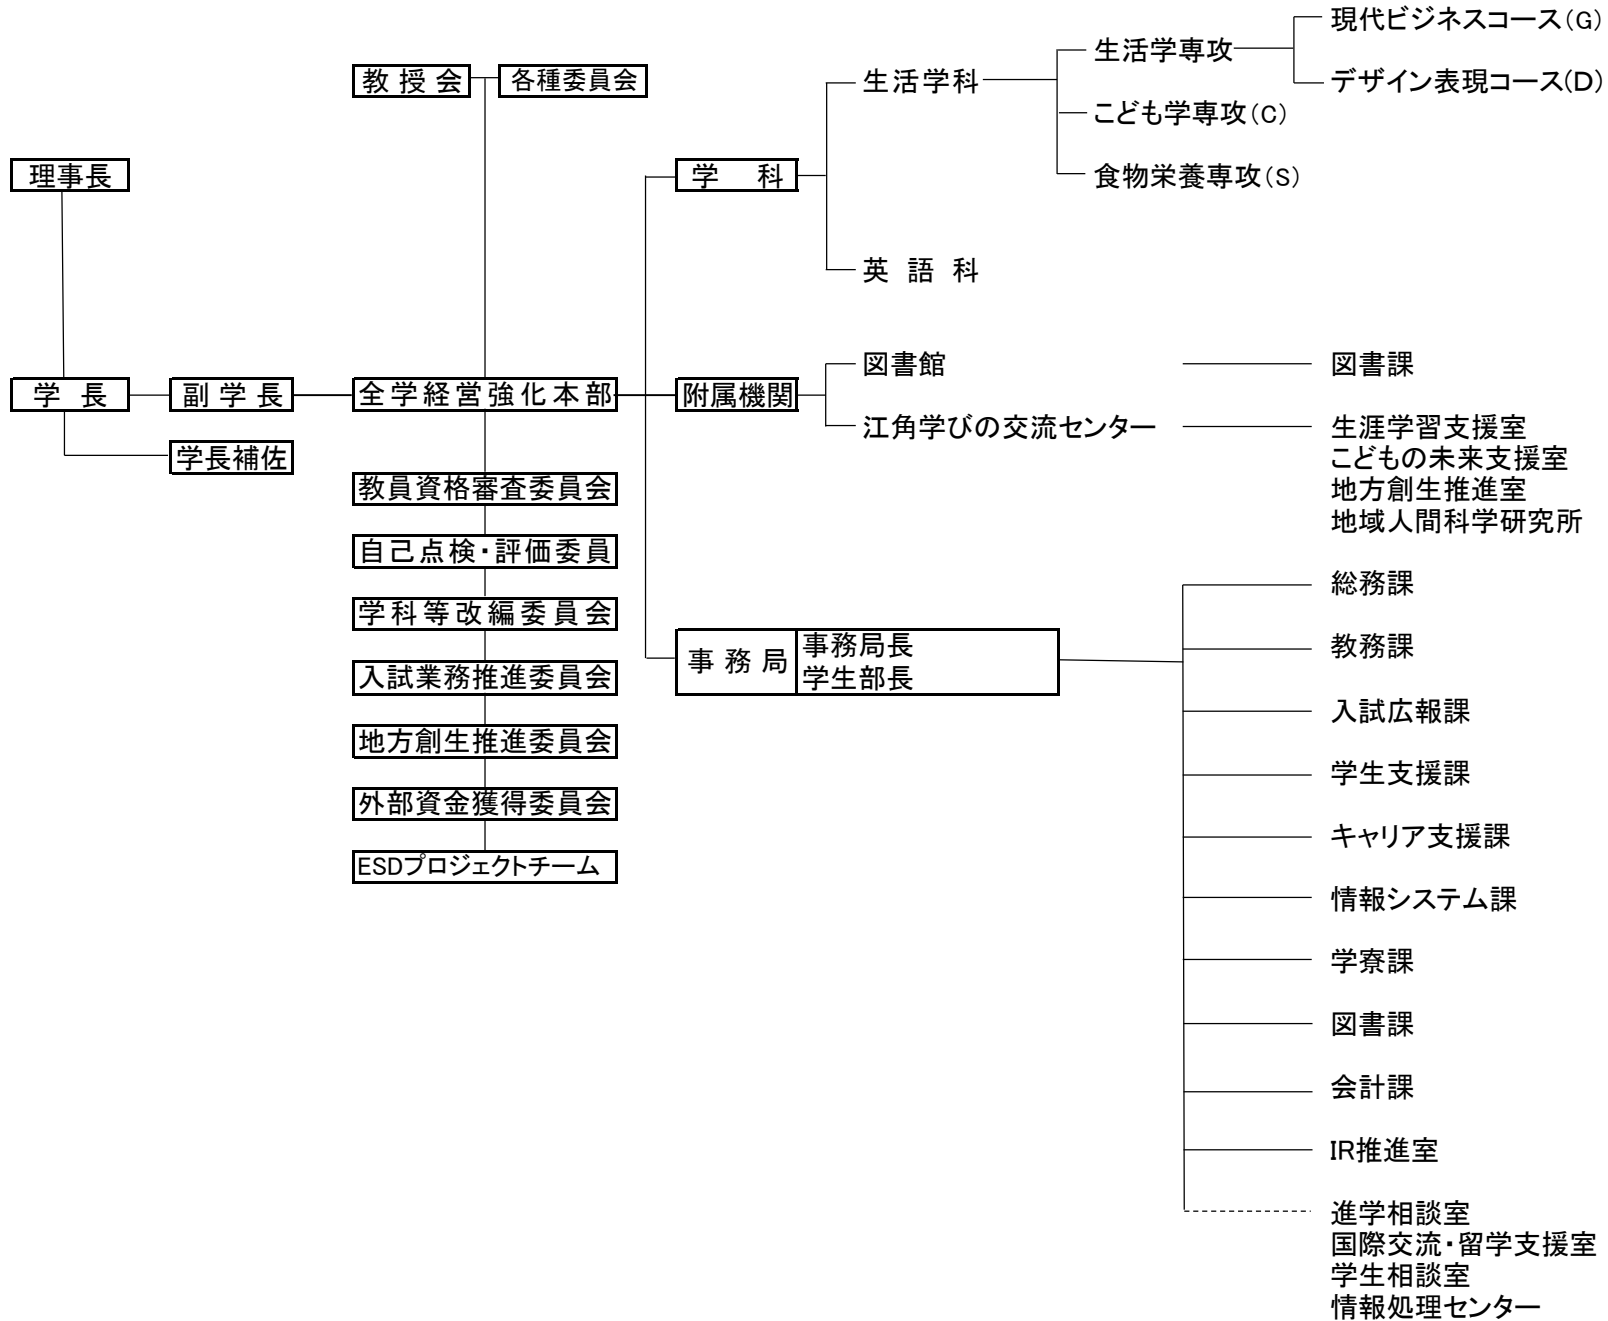 現代ビジネスコース(G)
生活学専攻
教 授 会
各種委員会
生活学科
デザイン表現コース(D)
こども学専攻(C)
理事長
学　科
食物栄養専攻(S)
英 語 科
図書館
図書課
学 長
副 学 長
全学経営強化本部
附属機関
江角学びの交流センター
生涯学習支援室
こどもの未来支援室
地方創生推進室
地域人間科学研究所
学長補佐
教員資格審査委員会
自己点検・評価委員
学科等改編委員会
入試業務推進委員会
地方創生推進委員会
外部資金獲得委員会
ESDプロジェクトチーム
事 務 局
事務局長
学生部長
総務課
教務課
入試広報課
学生支援課
キャリア支援課
情報システム課
学寮課
図書課
会計課
IR推進室
進学相談室
国際交流・留学支援室
学生相談室
情報処理センター